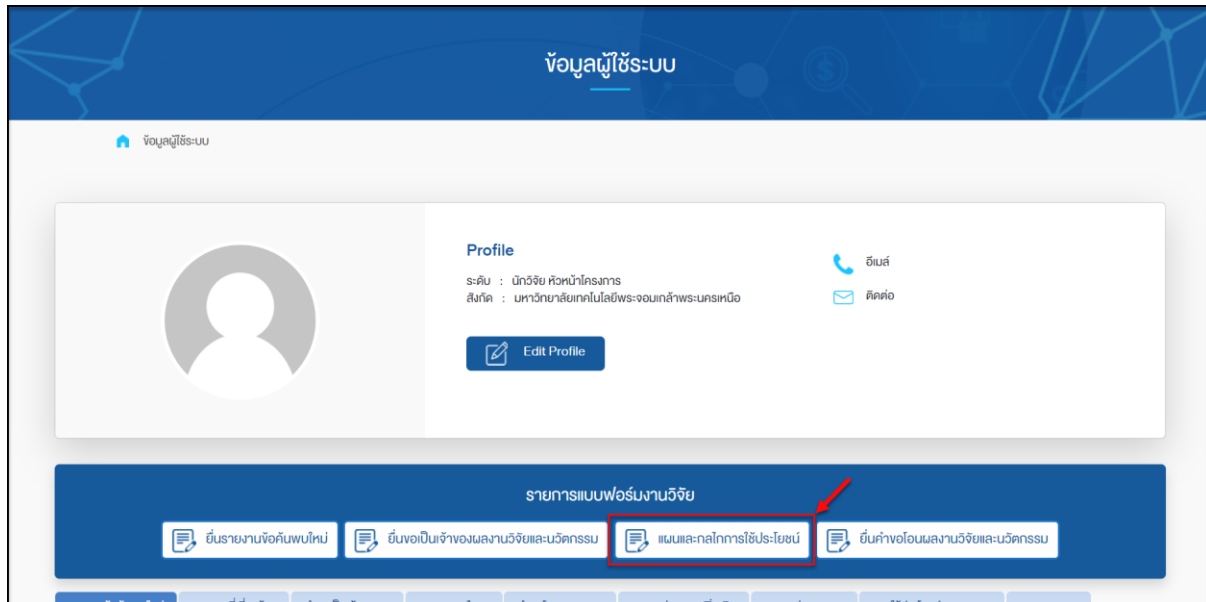 ข้อมูลผู้ใช้ระบบ
ข้อมูลผู้ใช้ระบบ
Profile
ระดับ : นักวิจัย หัวหน้าโครงการ
สังกัด : มหาวิทยาลัยเทคโนโลยีพระจอมเกล้าพระนครเหนือ
อีเมล์
ติดต่อ
Edit Profile
รายการแบบฟอร์มงานวิจัย
ยื่นรายงานข้อค้นพบใหม่
ยื่นขอเป็นเจ้าของผลงานวิจัยและนวัตกรรม
แผนและกลไกการใช้ประโยชน์
ยื่นคำขอโอนผลงานวิจัยและนวัตกรรม